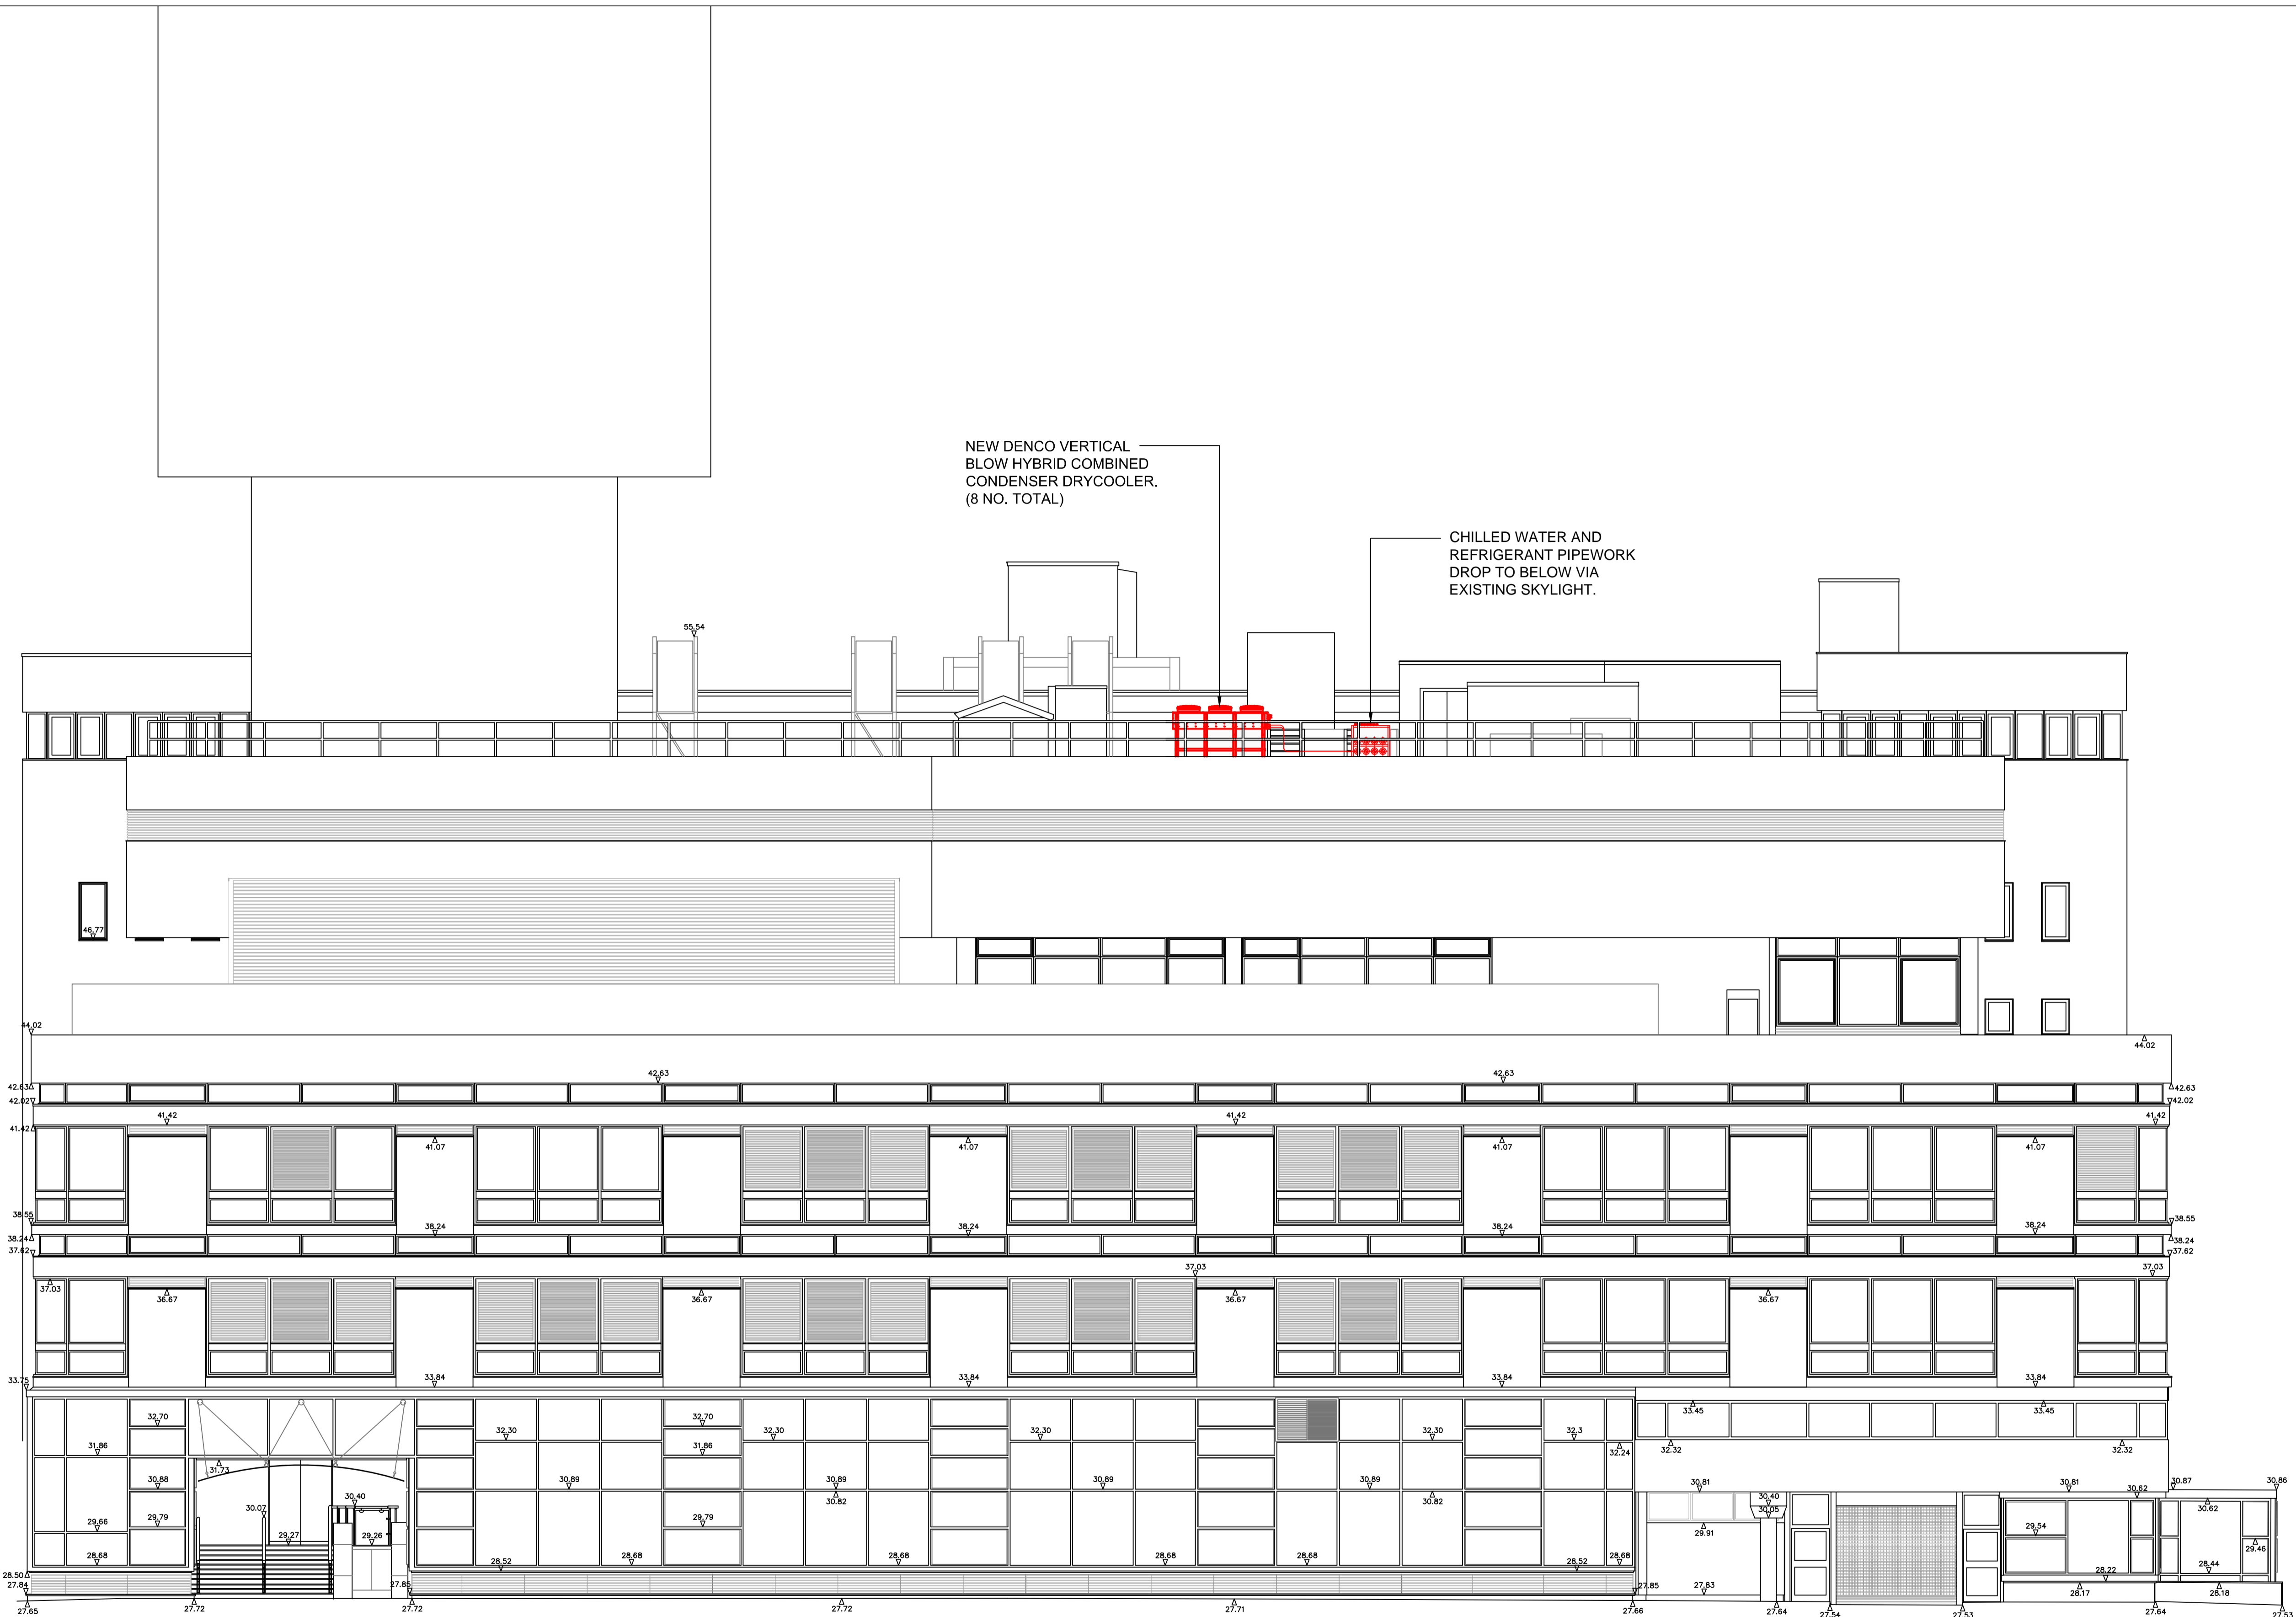 NEW DENCO VERTICAL
BLOW HYBRID COMBINED
CONDENSER DRYCOOLER.
(8 NO. TOTAL)
CHILLED WATER AND
REFRIGERANT PIPEWORK
DROP TO BELOW VIA
EXISTING SKYLIGHT.
55.54
46.77
44.02
44.02
42.63 42.63
42.63 42.63
42.02 42.02
41.42 41.42 41.42
41.42
41.07 41.07 41.07 41.07
38.55 38.55
38.24 38.24 38.24 38.24
38.24 38.24
37.62 37.62
37.03 37.03
37.03
36.67 36.67 36.67 36.67
33.75 33.84 33.84 33.84 33.84
33.45 33.45
32.70 32.70
32.30 32.30 32.30 32.30 32.3
32.24 32.32 32.32
31.86 31.86
31.73
30.88 30.89 30.89 30.89 30.89
30.81 30.81 30.87 30.86
30.82 30.82
30.40 30.40 30.62
30.07 30.05 30.62
29.66 29.79 29.79
29.91 29.54
29.27 29.26 29.46
28.68 28.68 28.68 28.68 28.68 28.68
28.52 28.52 28.22 28.44
28.50
27.84 27.85 27.85 27.83 28.17 28.18
27.65 27.72 27.72 27.72 27.71 27.66 27.64 27.54 27.53 27.64 27.53